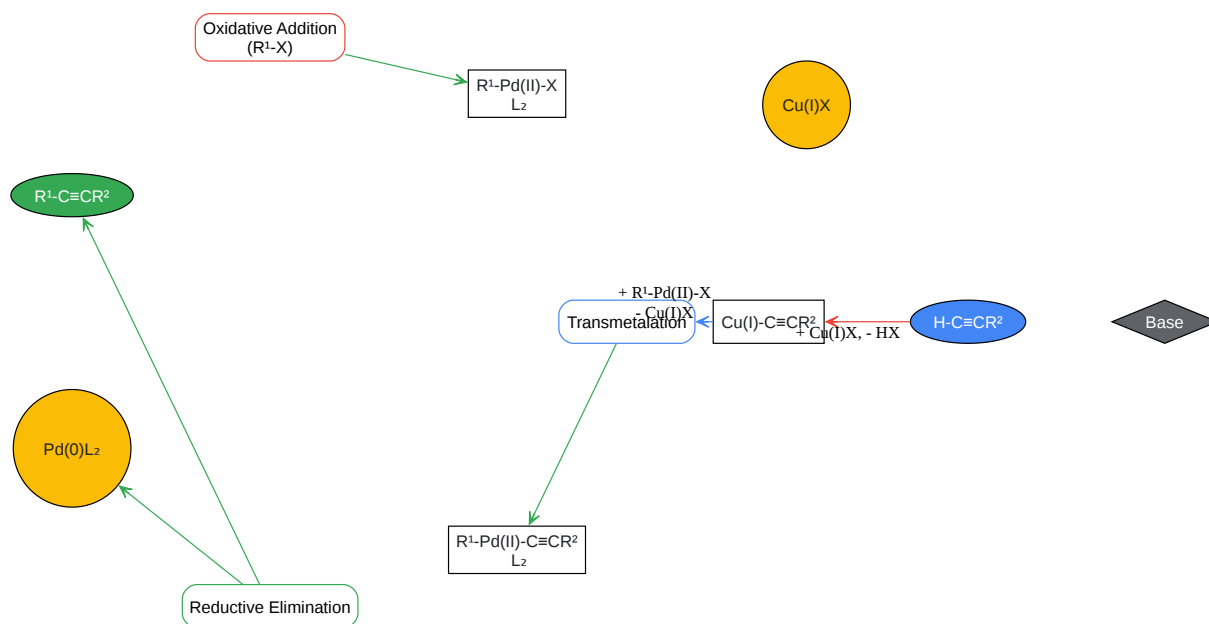 Oxidative Addition
(R¹-X)
R¹-Pd(II)-X
L₂
Cu(I)X
R¹-C≡CR²
+ R¹-Pd(II)-X
- Cu(I)X
Transmetalation
Cu(I)-C≡CR²
+ Cu(I)X, - HX
H-C≡CR²
Base
Pd(0)L₂
R¹-Pd(II)-C≡CR²
L₂
Reductive Elimination